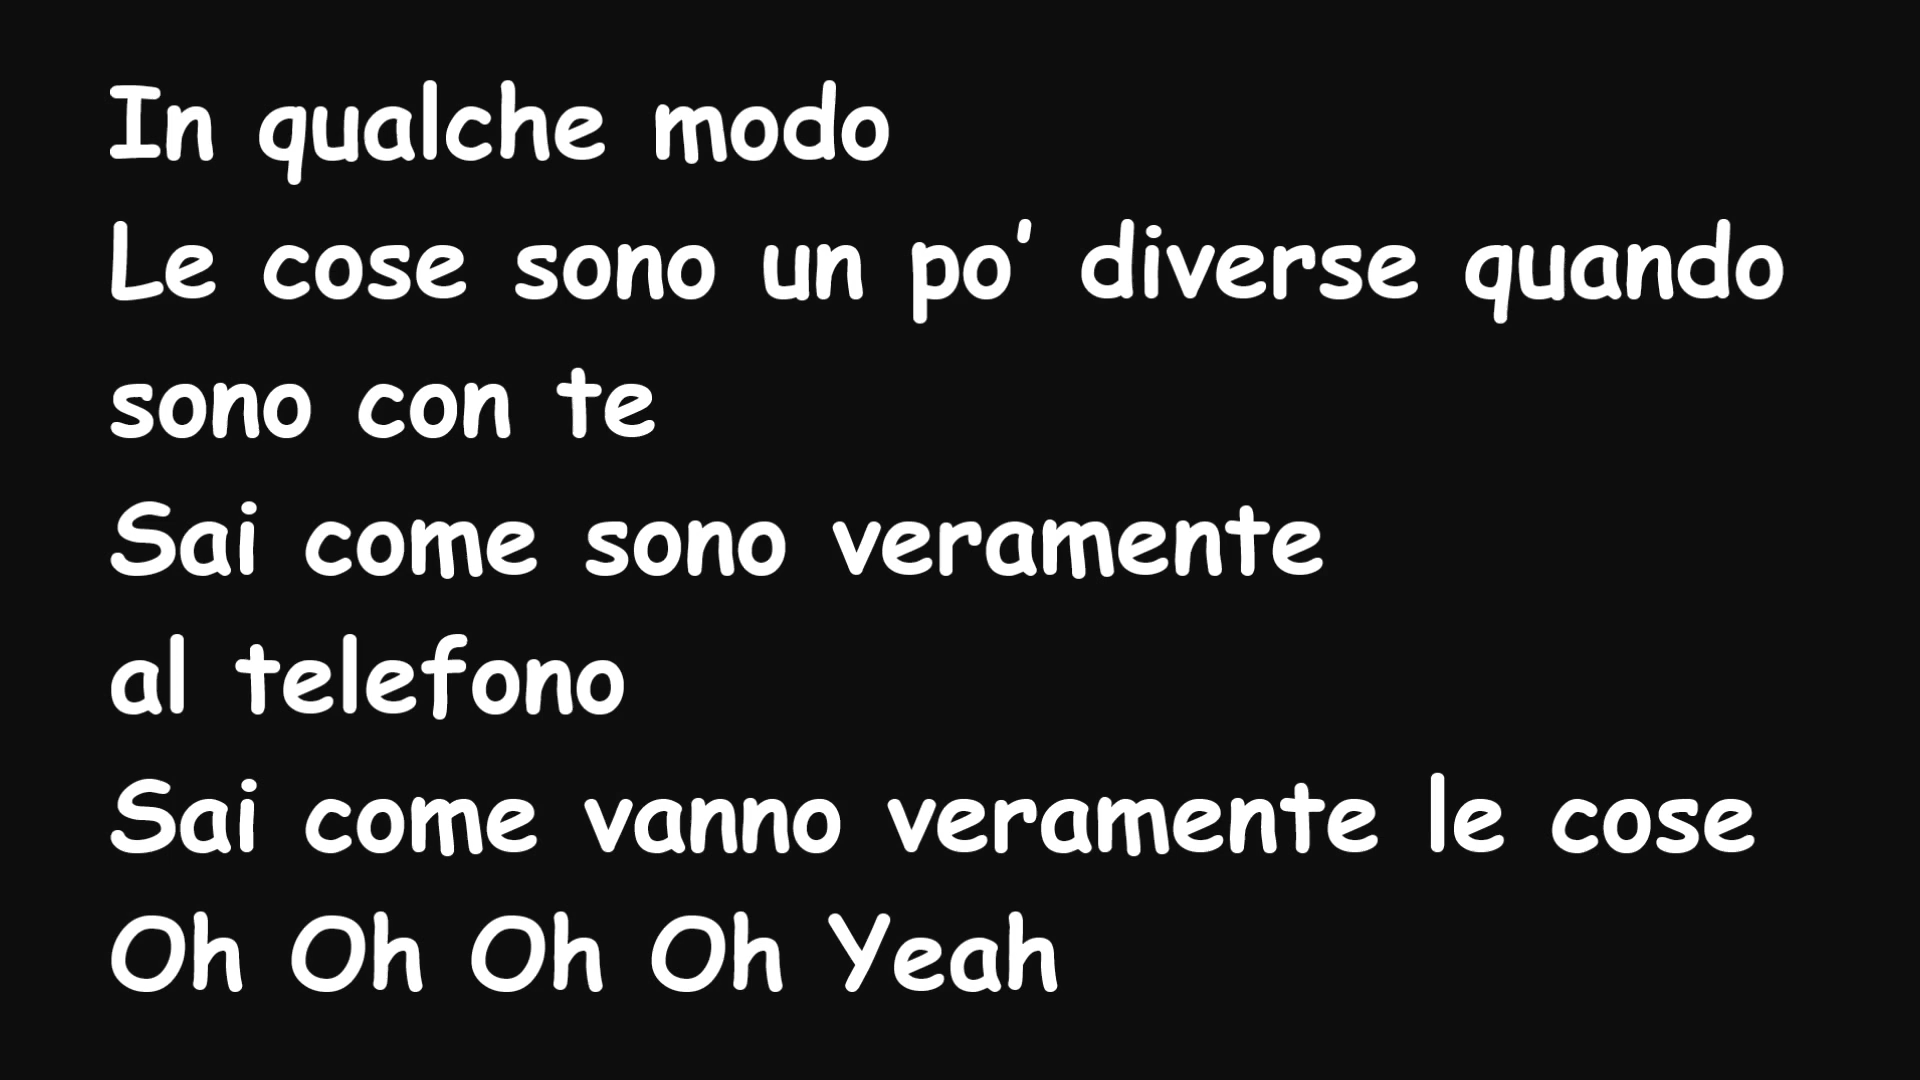 In qualche modo
Le cose sono un po’ diverse quando
sono con te
Sai come sono veramente
al telefono
Sai come vanno veramente le cose
Oh Oh Oh Oh Yeah